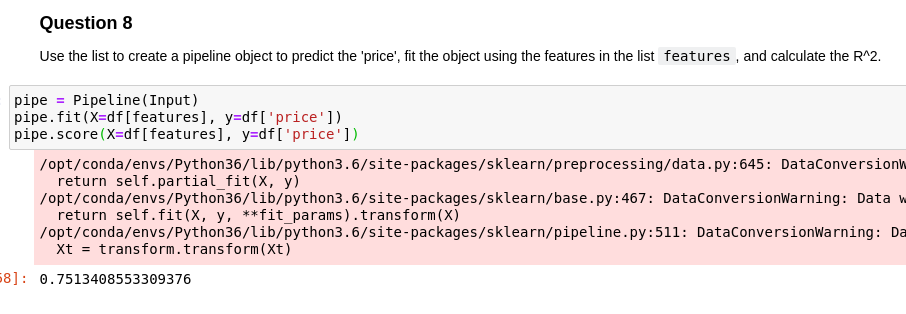 Question 8
Use the list to create a pipeline object to predict the 'price', fit the object using the features in the list features , and calculate the R^2.
pipe = Pipeline(Input)
pipe.fit(X=df[features], y=df['price'])
pipe.score(X=df[features], y=df['price'])
/opt/conda/envs/Python36/lib/python3.6/site-packages/sklearn/preprocessing/data.py:645: DataConversionW
return self.partial_fit(X, y)
/opt/conda/envs/Python36/lib/python3.6/site-packages/sklearn/base.py:467: DataConversionWarning: Data w
return self.fit(X, y, **fit_params).transform(X)
/opt/conda/envs/Python36/lib/python3.6/site-packages/sklearn/pipeline.py:511: DataConversionWarning: Da
Xt = transform.transform(Xt)
58]: 0.7513408553309376